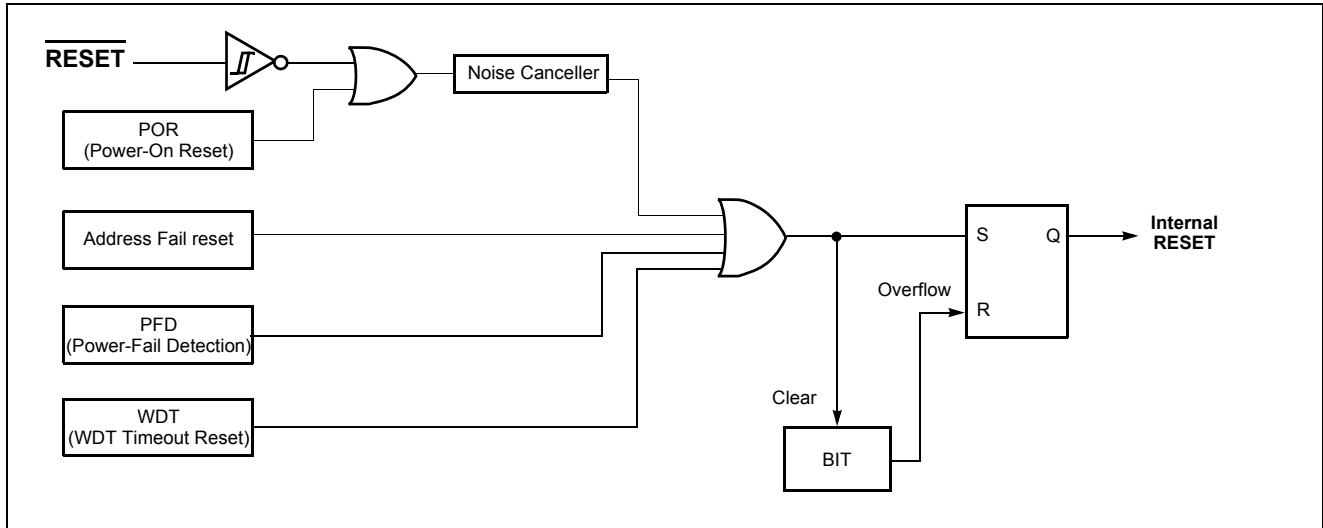 RESET
Noise Canceller
POR
(Power-On Reset)
Address Fail reset
PFD
(Power-Fail Detection)
WDT
(WDT Timeout Reset)
S
Q
R
Internal
RESET
Overflow
Clear
BIT